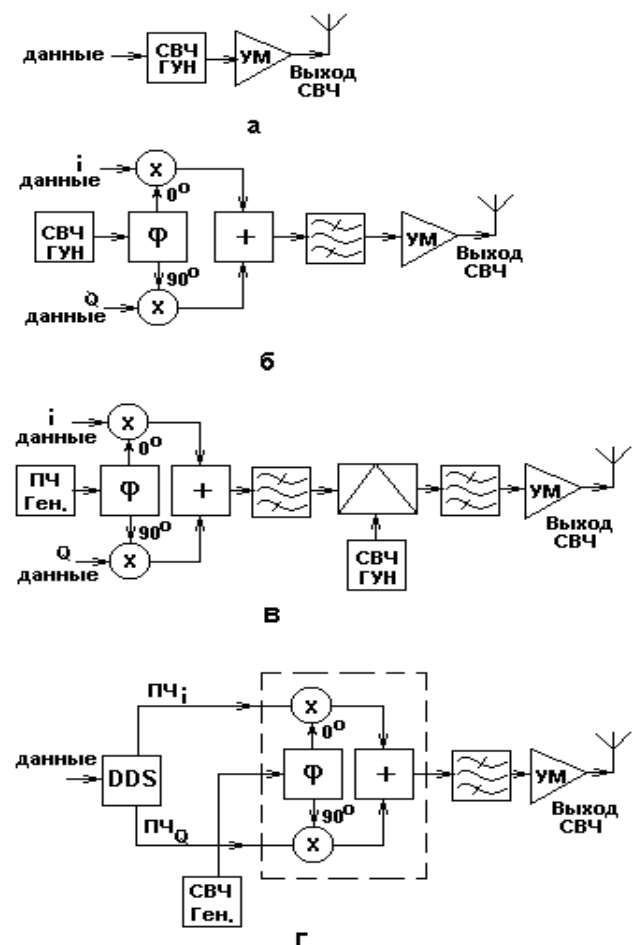 данные
СВЧ
ГУН
УМ
Выход
СВЧ
а
i
данные
X
0°
СВЧ
ГУН
φ
+
90°
Q
данные
X
УМ
Выход
СВЧ
б
i
данные
X
0°
ПЧ
Ген.
φ
+
90°
Q
данные
X
СВЧ
ГУН
УМ
Выход
СВЧ
в
данные
DDS
ПЧi
X
0°
φ
+
90°
ПЧQ
X
СВЧ
Ген.
УМ
Выход
СВЧ
г